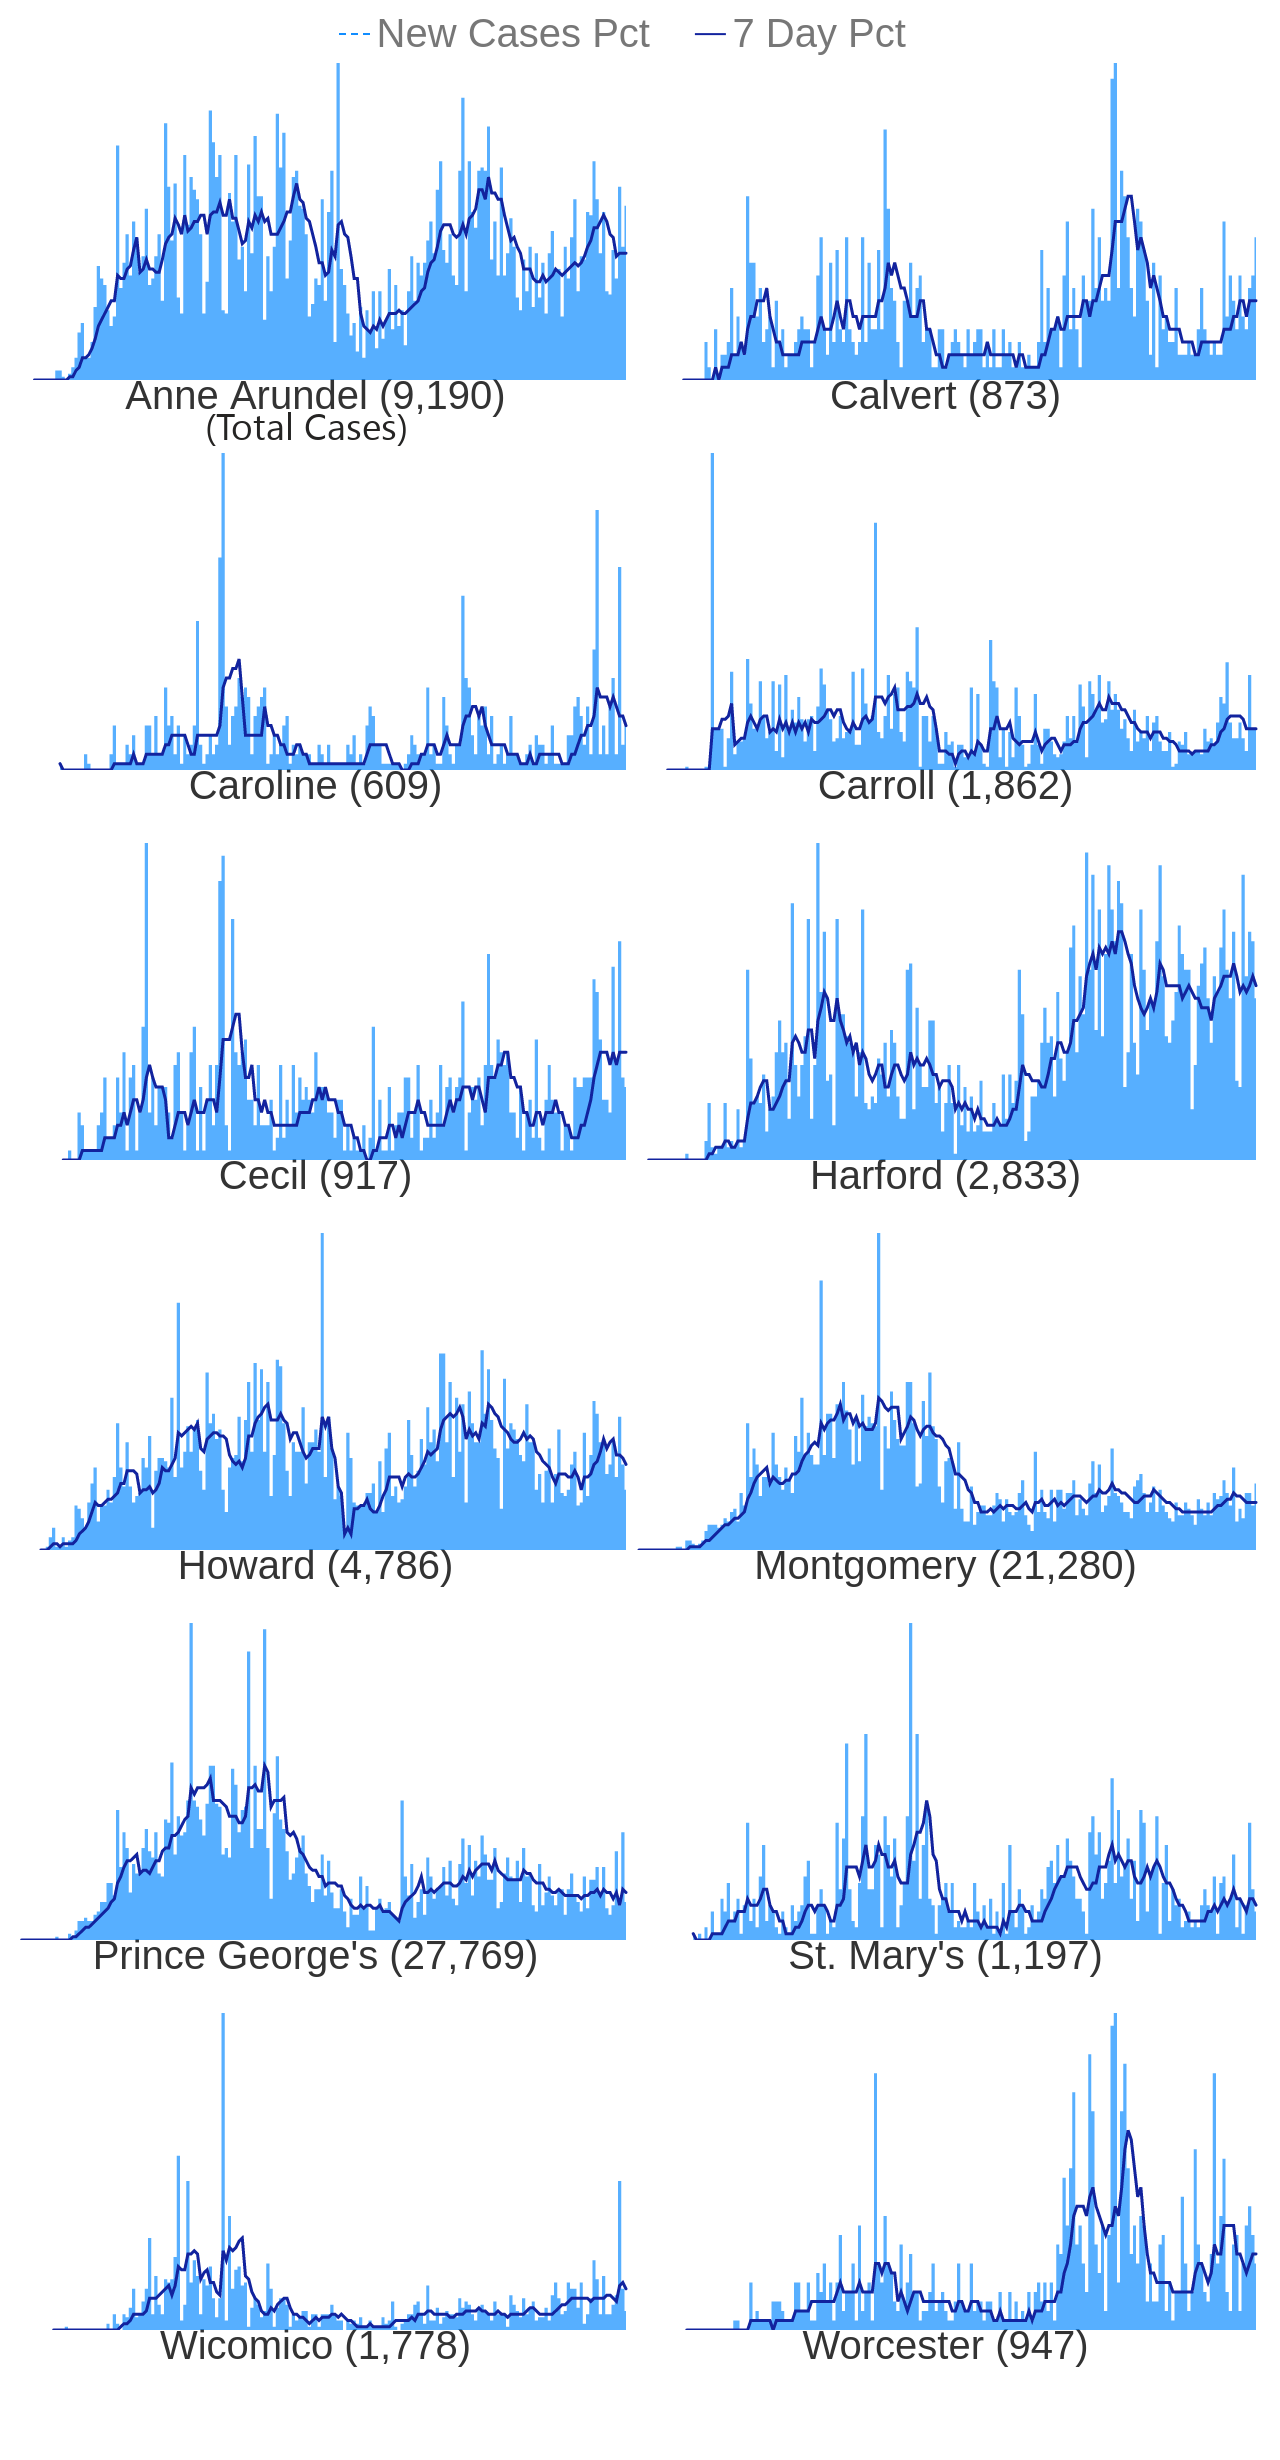 New Cases Pct 7 Day Pct
Anne Arundel (9,190) Calvert (873)
(Total Cases)
Caroline (609) Carroll (1,862)
Cecil (917) Harford (2,833)
Howard (4,786) Montgomery (21,280)
Prince George's (27,769) St. Mary's (1,197)
Wicomico (1,778) Worcester (947)